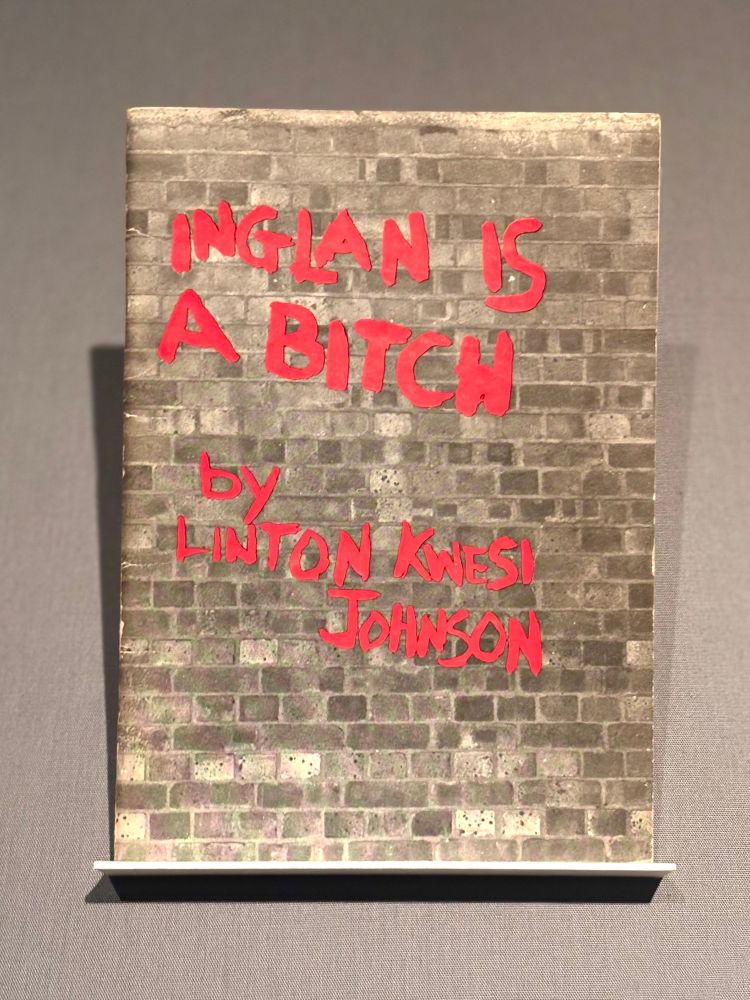 INGLAN IS
A BITCH
by
LINTON KWESI
JOHNSON